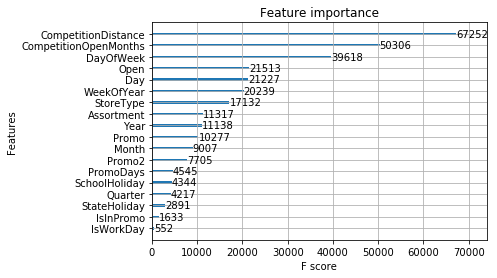 Feature importance
Features
CompetitionDistance 67252
CompetitionOpenMonths 50306
DayOfWeek 39618
Open 21513
Day 21227
WeekOfYear 20239
StoreType 17132
Assortment 11317
Year 11138
Promo 10277
Month 9007
Promo2 7705
PromoDays 4545
SchoolHoliday 4344
Quarter 4217
StateHoliday 2891
IsInPromo 1633
IsWorkDay 552
0 10000 20000 30000 40000 50000 60000 70000
F score